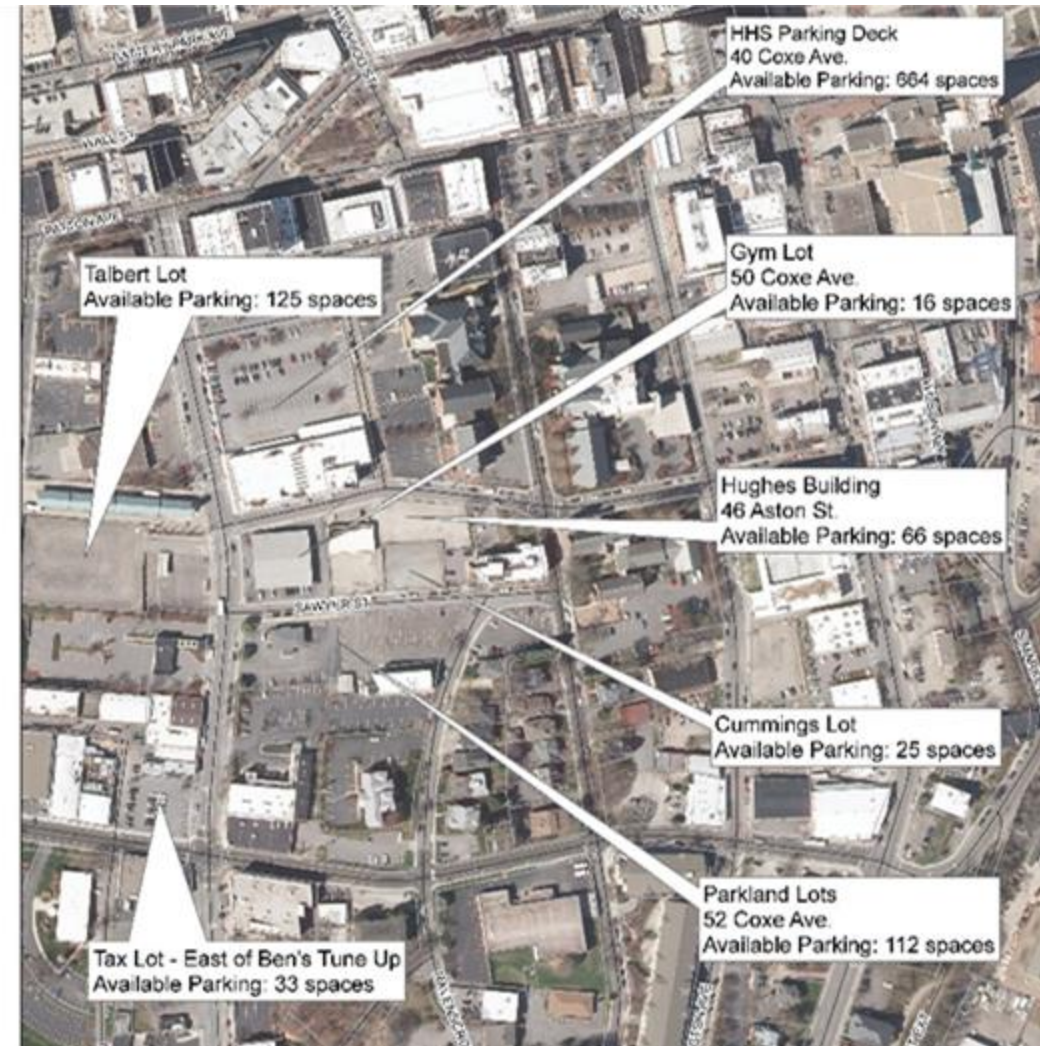 HHS Parking Deck
40 Coxe Ave.
Available Parking: 664 spaces
Gym Lot
50 Coxe Ave.
Available Parking: 16 spaces
Talbert Lot
Available Parking: 125 spaces
Hughes Building
46 Aston St.
Available Parking: 66 spaces
SAWYER ST
Cummings Lot
Available Parking: 25 spaces
Parkland Lots
52 Coxe Ave.
Available Parking: 112 spaces
Tax Lot - East of Ben's Tune Up
Available Parking: 33 spaces